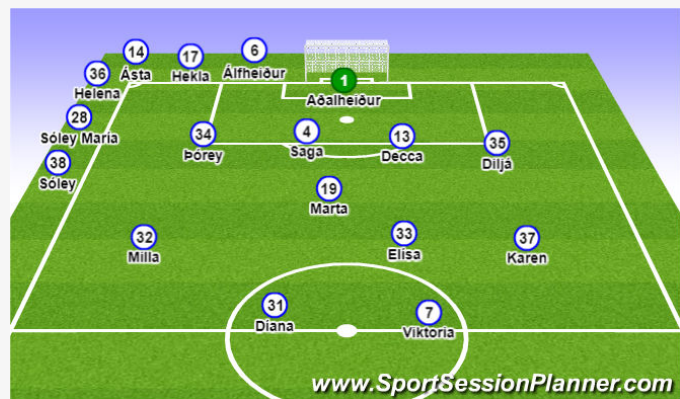 6
Álfheiður
14
Ásta
17
Hekla
36
Helena
1
Aðalheiður
28
Sóley María
34
Þórey
4
Saga
13
Decca
35
Diljá
38
Sóley
19
Marta
32
Milla
33
Elísa
37
Karen
31
Díana
7
Viktoría
www.SportSessionPlanner.com